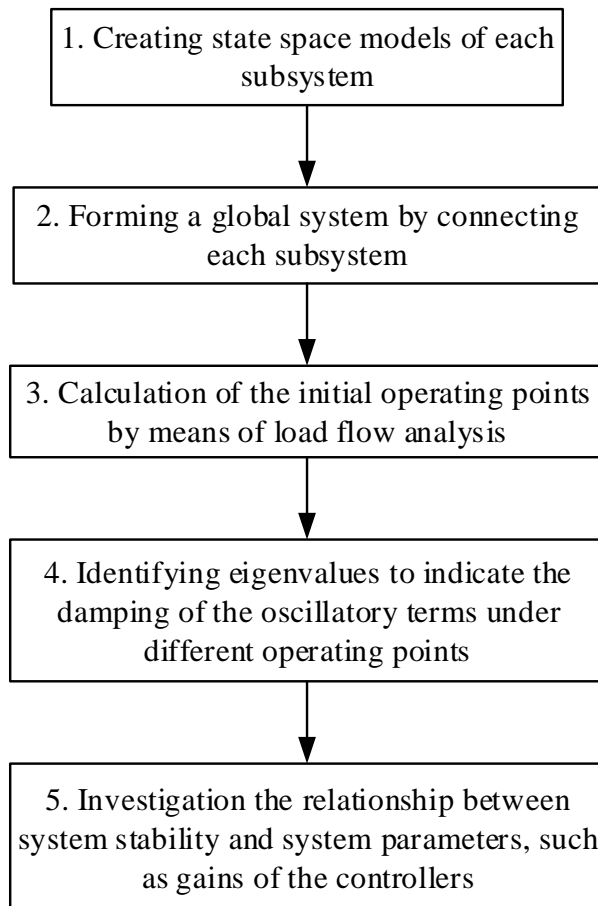 1. Creating state space models of each
subsystem
2. Forming a global system by connecting
each subsystem
3. Calculation of the initial operating points
by means of load flow analysis
4. Identifying eigenvalues to indicate the
damping of the oscillatory terms under
different operating points
5. Investigation the relationship between
system stability and system parameters, such
as gains of the controllers